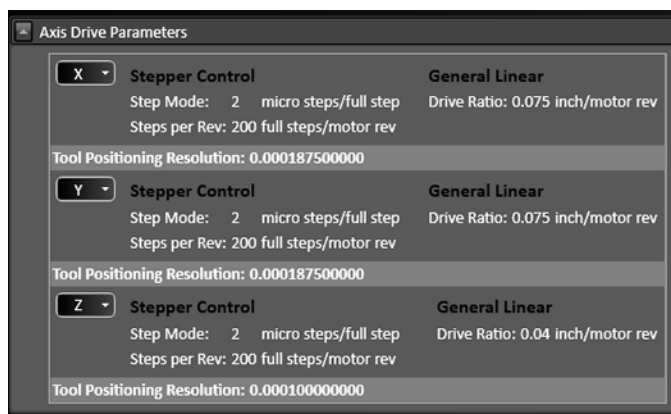 Axis Drive Parameters
X Stepper Control General Linear
Step Mode: 2 micro steps/full step Drive Ratio: 0.075 inch/motor rev
Steps per Rev: 200 full steps/motor rev
Tool Positioning Resolution: 0.000187500000
Y Stepper Control General Linear
Step Mode: 2 micro steps/full step Drive Ratio: 0.075 inch/motor rev
Steps per Rev: 200 full steps/motor rev
Tool Positioning Resolution: 0.000187500000
Z Stepper Control General Linear
Step Mode: 2 micro steps/full step Drive Ratio: 0.04 inch/motor rev
Steps per Rev: 200 full steps/motor rev
Tool Positioning Resolution: 0.000100000000